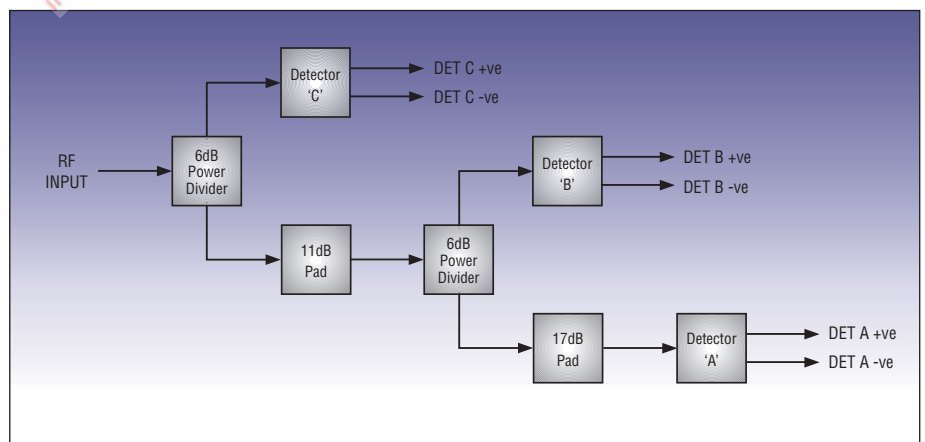 Detector
'C'
DET C +ve
DET C -ve
RF
INPUT
6dB
Power
Divider
Detector
'B'
DET B +ve
DET B -ve
11dB
Pad
6dB
Power
Divider
17dB
Pad
Detector
'A'
DET A +ve
DET A -ve